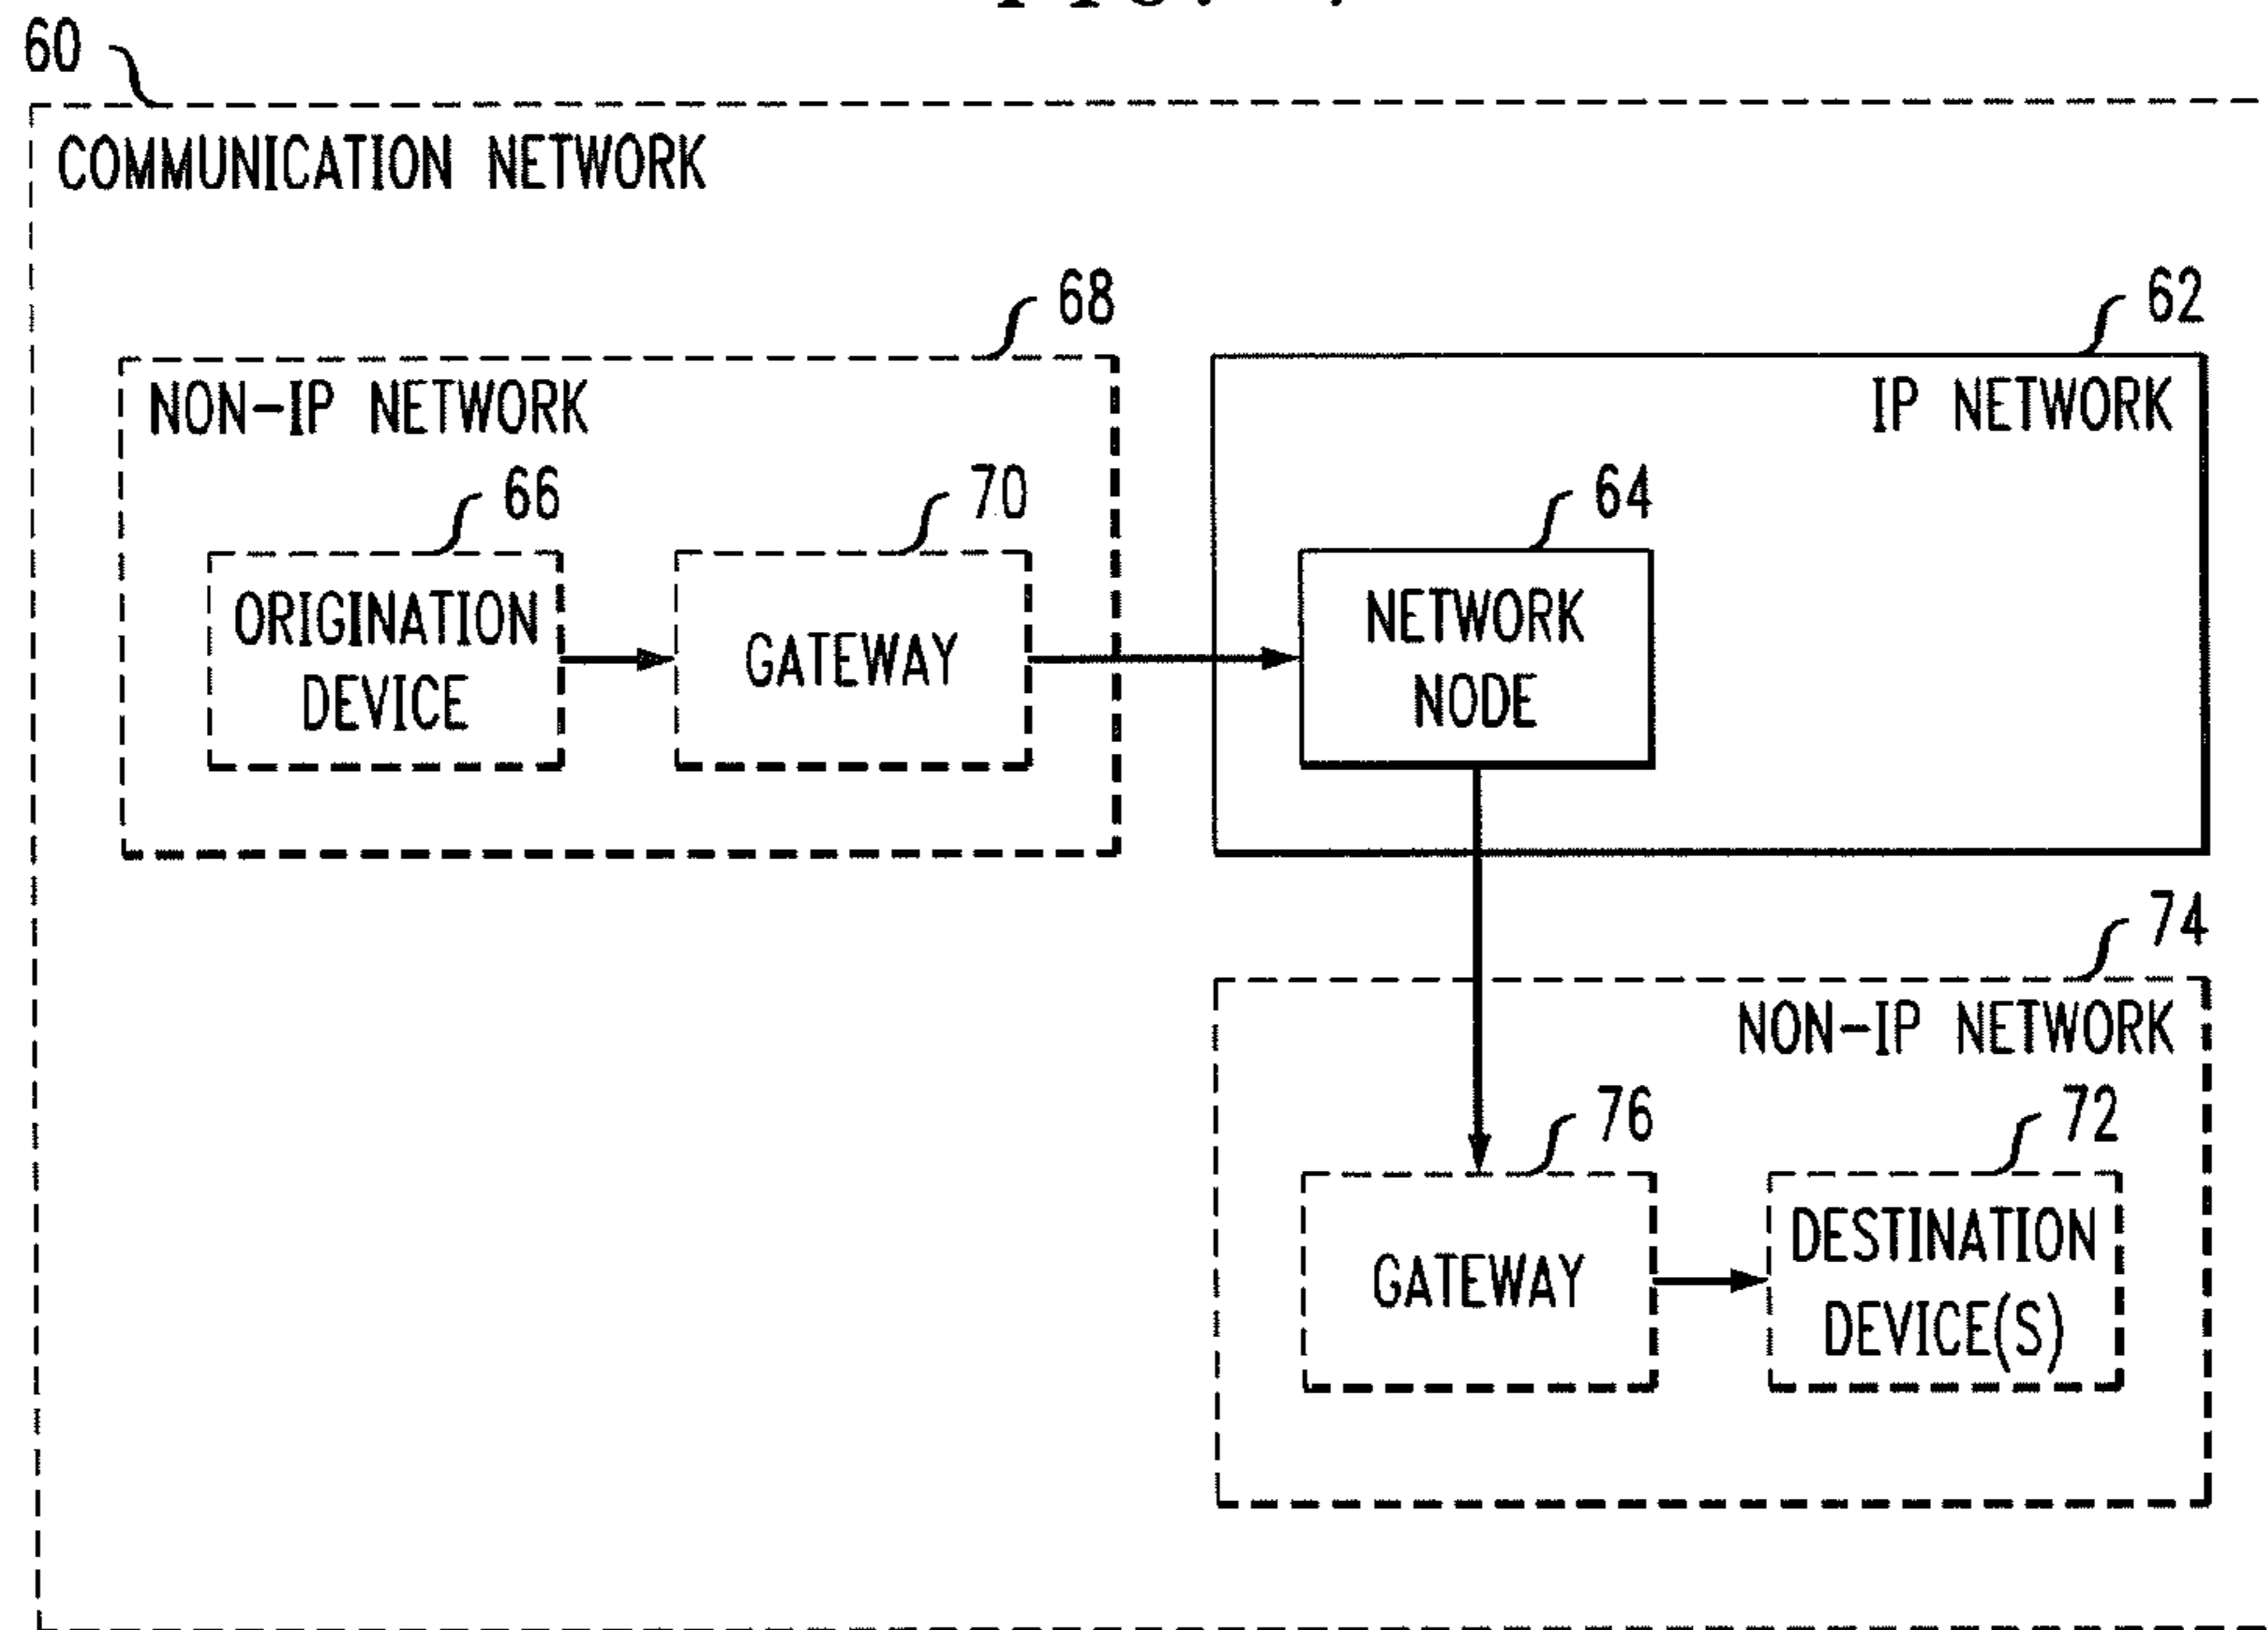 60
COMMUNICATION NETWORK
68
62
NON-IP NETWORK
IP NETWORK
66
70
64
ORIGINATION
DEVICE
GATEWAY
NETWORK
NODE
74
NON-IP NETWORK
76
72
GATEWAY
DESTINATION
DEVICE(S)